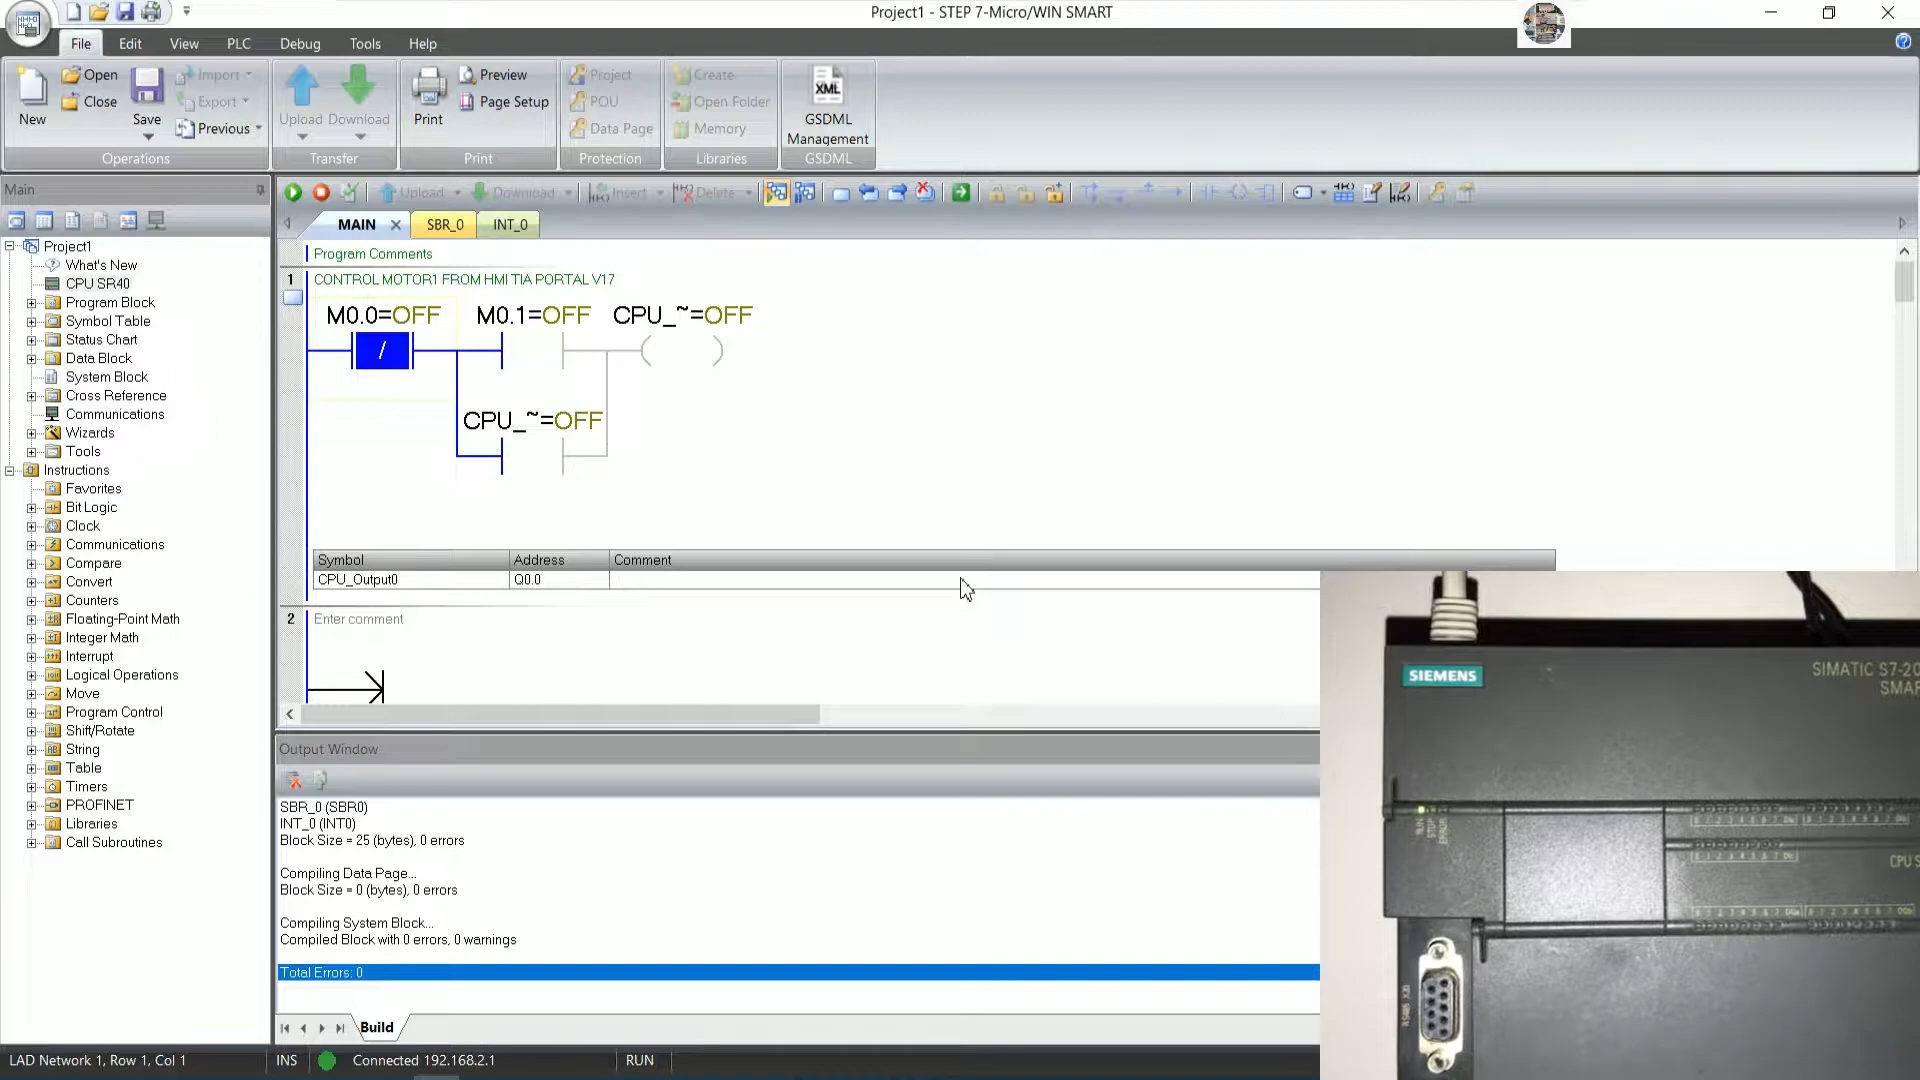 Project1 - STEP 7-Micro/WIN SMART
File Edit View PLC Debug Tools Help
New
Open
Close
Save
Import
Export
Previous
Operations
Upload
Download
Transfer
Print
Preview
Page Setup
Print
Project
POU
Data Page
Protection
Create
Open Folder
Memory
Libraries
XML
GSDML
Management
GSDML
Main
Upload Download Insert Delete
MAIN SBR_0 INT_0
Project1
What's New
CPU SR40
Program Block
Symbol Table
Status Chart
Data Block
System Block
Cross Reference
Communications
Wizards
Tools
Instructions
Favorites
Bit Logic
Clock
Communications
Compare
Convert
Counters
Floating-Point Math
Integer Math
Interrupt
Logical Operations
Move
Program Control
Shift/Rotate
String
Table
Timers
PROFINET
Libraries
Call Subroutines
Program Comments
1 CONTROL MOTOR1 FROM HMI TIA PORTAL V17
M0.0=OFF M0.1=OFF CPU_~=OFF
/
CPU_~=OFF
Symbol Address Comment
CPU_Output0 Q0.0
2 Enter comment
Output Window
SBR_0 (SBR0)
INT_0 (INT0)
Block Size = 25 (bytes), 0 errors
Compiling Data Page...
Block Size = 0 (bytes), 0 errors
Compiling System Block...
Compiled Block with 0 errors, 0 warnings
Total Errors: 0
Build
LAD Network 1, Row 1, Col 1 INS Connected 192.168.2.1 RUN
SIEMENS
SIMATIC S7-20
SMAR
RUN
STOP
ERROR
CPU S
RS485 X20